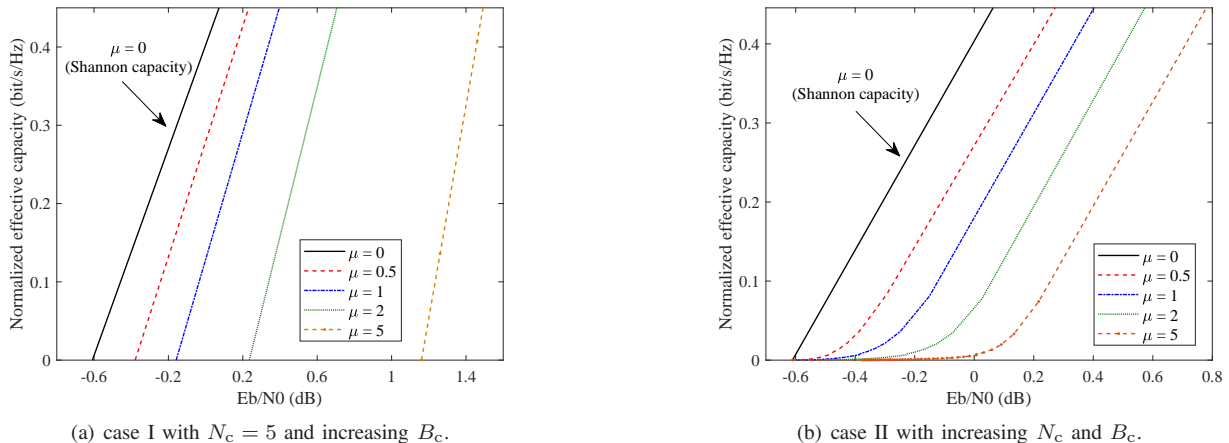 Normalized effective capacity (bit/s/Hz)
0.4
0.3
0.2
0.1
0
μ = 0
(Shannon capacity)
μ = 0
μ = 0.5
μ = 1
μ = 2
μ = 5
-0.6 -0.2 0.2 0.6 1 1.4
Eb/N0 (dB)
(a) case I with Nc = 5 and increasing Bc.
Normalized effective capacity (bit/s/Hz)
0.4
0.3
0.2
0.1
0
μ = 0
(Shannon capacity)
μ = 0
μ = 0.5
μ = 1
μ = 2
μ = 5
-0.6 -0.4 -0.2 0 0.2 0.4 0.6 0.8
Eb/N0 (dB)
(b) case II with increasing Nc and Bc.